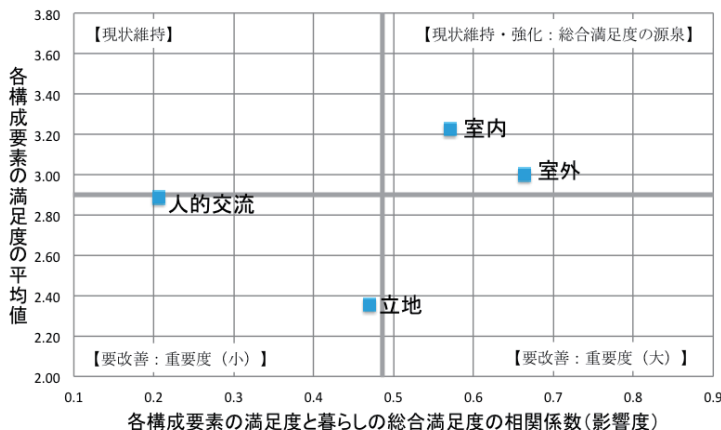 3.80
【現状維持】
【現状維持・強化：総合満足度の源泉】
3.60
3.40
3.20
室内
3.00
室外
2.80
人的交流
2.60
2.40
立地
2.20
【要改善：重要度（小）】
【要改善：重要度（大）】
2.00
0.1 0.2 0.3 0.4 0.5 0.6 0.7 0.8 0.9
各構成要素の満足度の平均値
各構成要素の満足度と暮らしの総合満足度の相関係数（影響度）